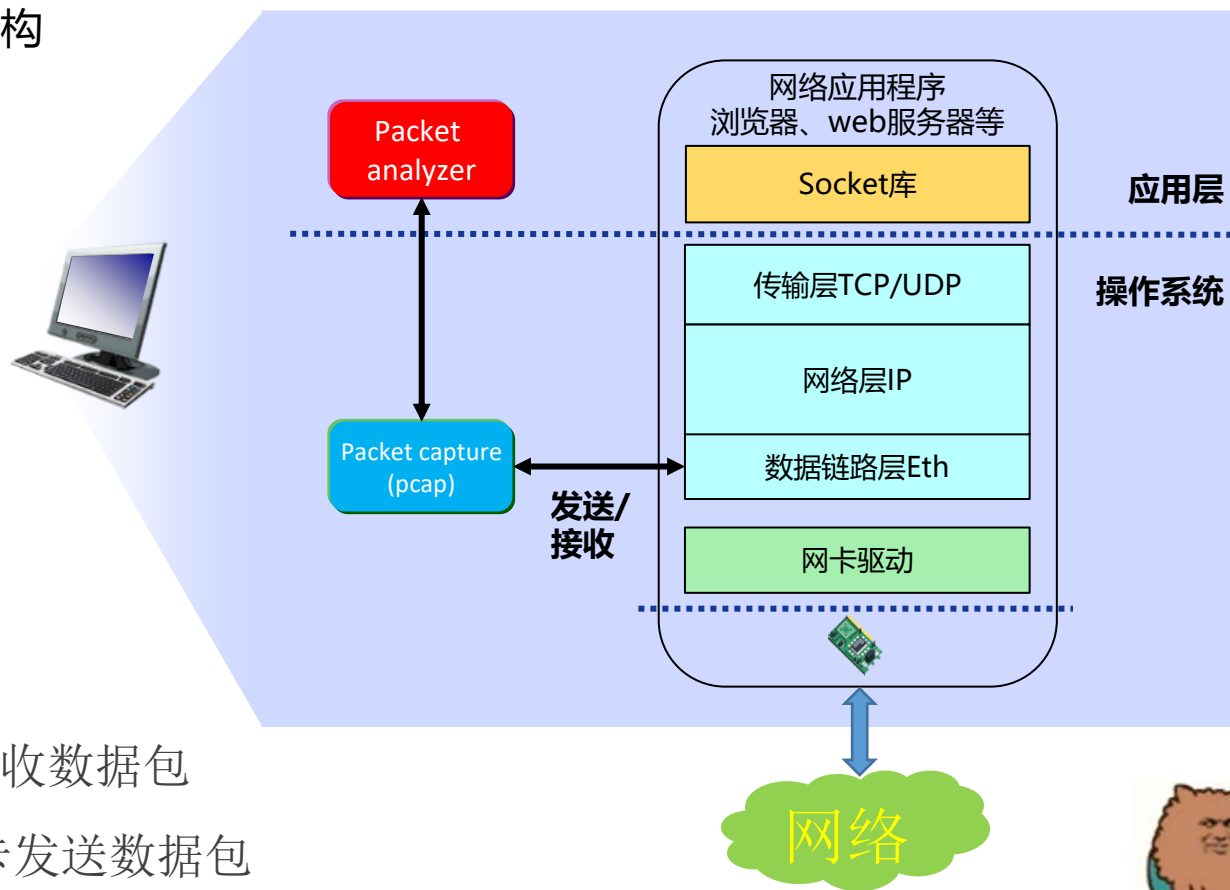 构
网络应用程序
浏览器、web服务器等
Packet
analyzer
Socket库
应用层
传输层TCP/UDP
操作系统
网络层IP
Packet capture
(pcap)
数据链路层Eth
发送/
接收
网卡驱动
收数据包
发送数据包
网络